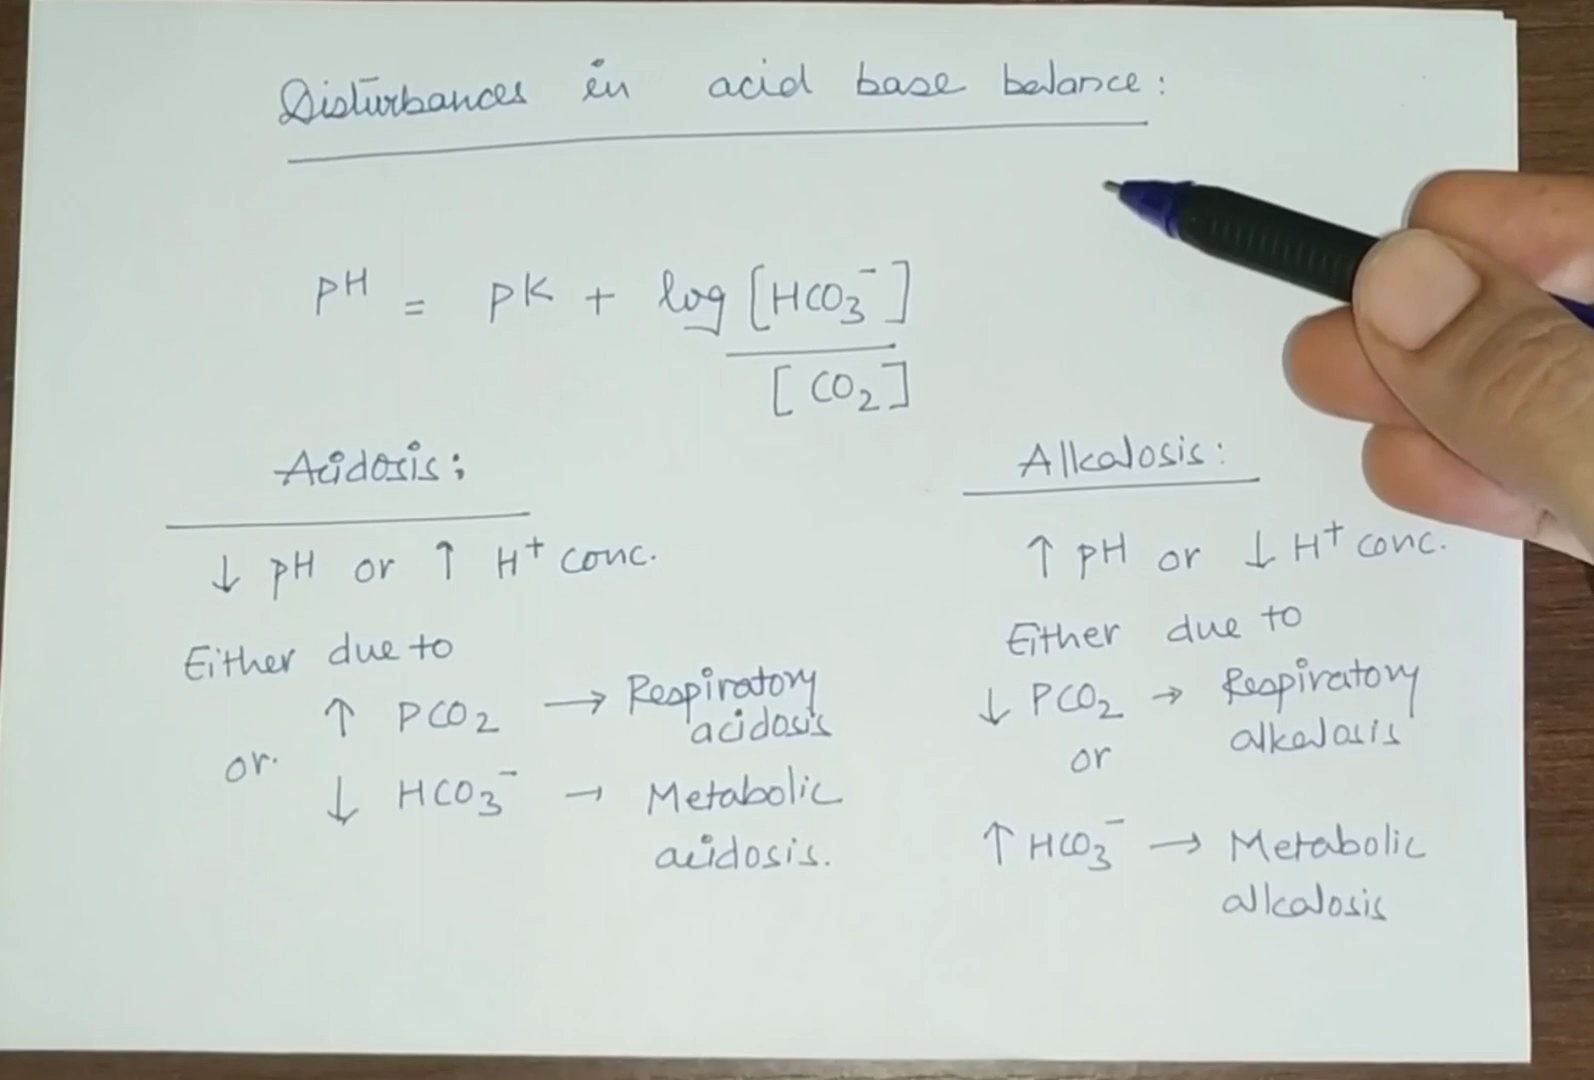 Disturbances in acid base balance:
pH = pK + log [HCO₃⁻]
[CO₂]
Acidosis:
↓ pH or ↑ H⁺ conc.
Either due to
↑ PCO₂ → Respiratory
acidosis
or.
↓ HCO₃⁻ → Metabolic
acidosis.
Alkalosis:
↑ pH or ↓ H⁺ conc.
Either due to
↓ PCO₂ → Respiratory
alkalosis
or
↑ HCO₃⁻ → Metabolic
alkalosis